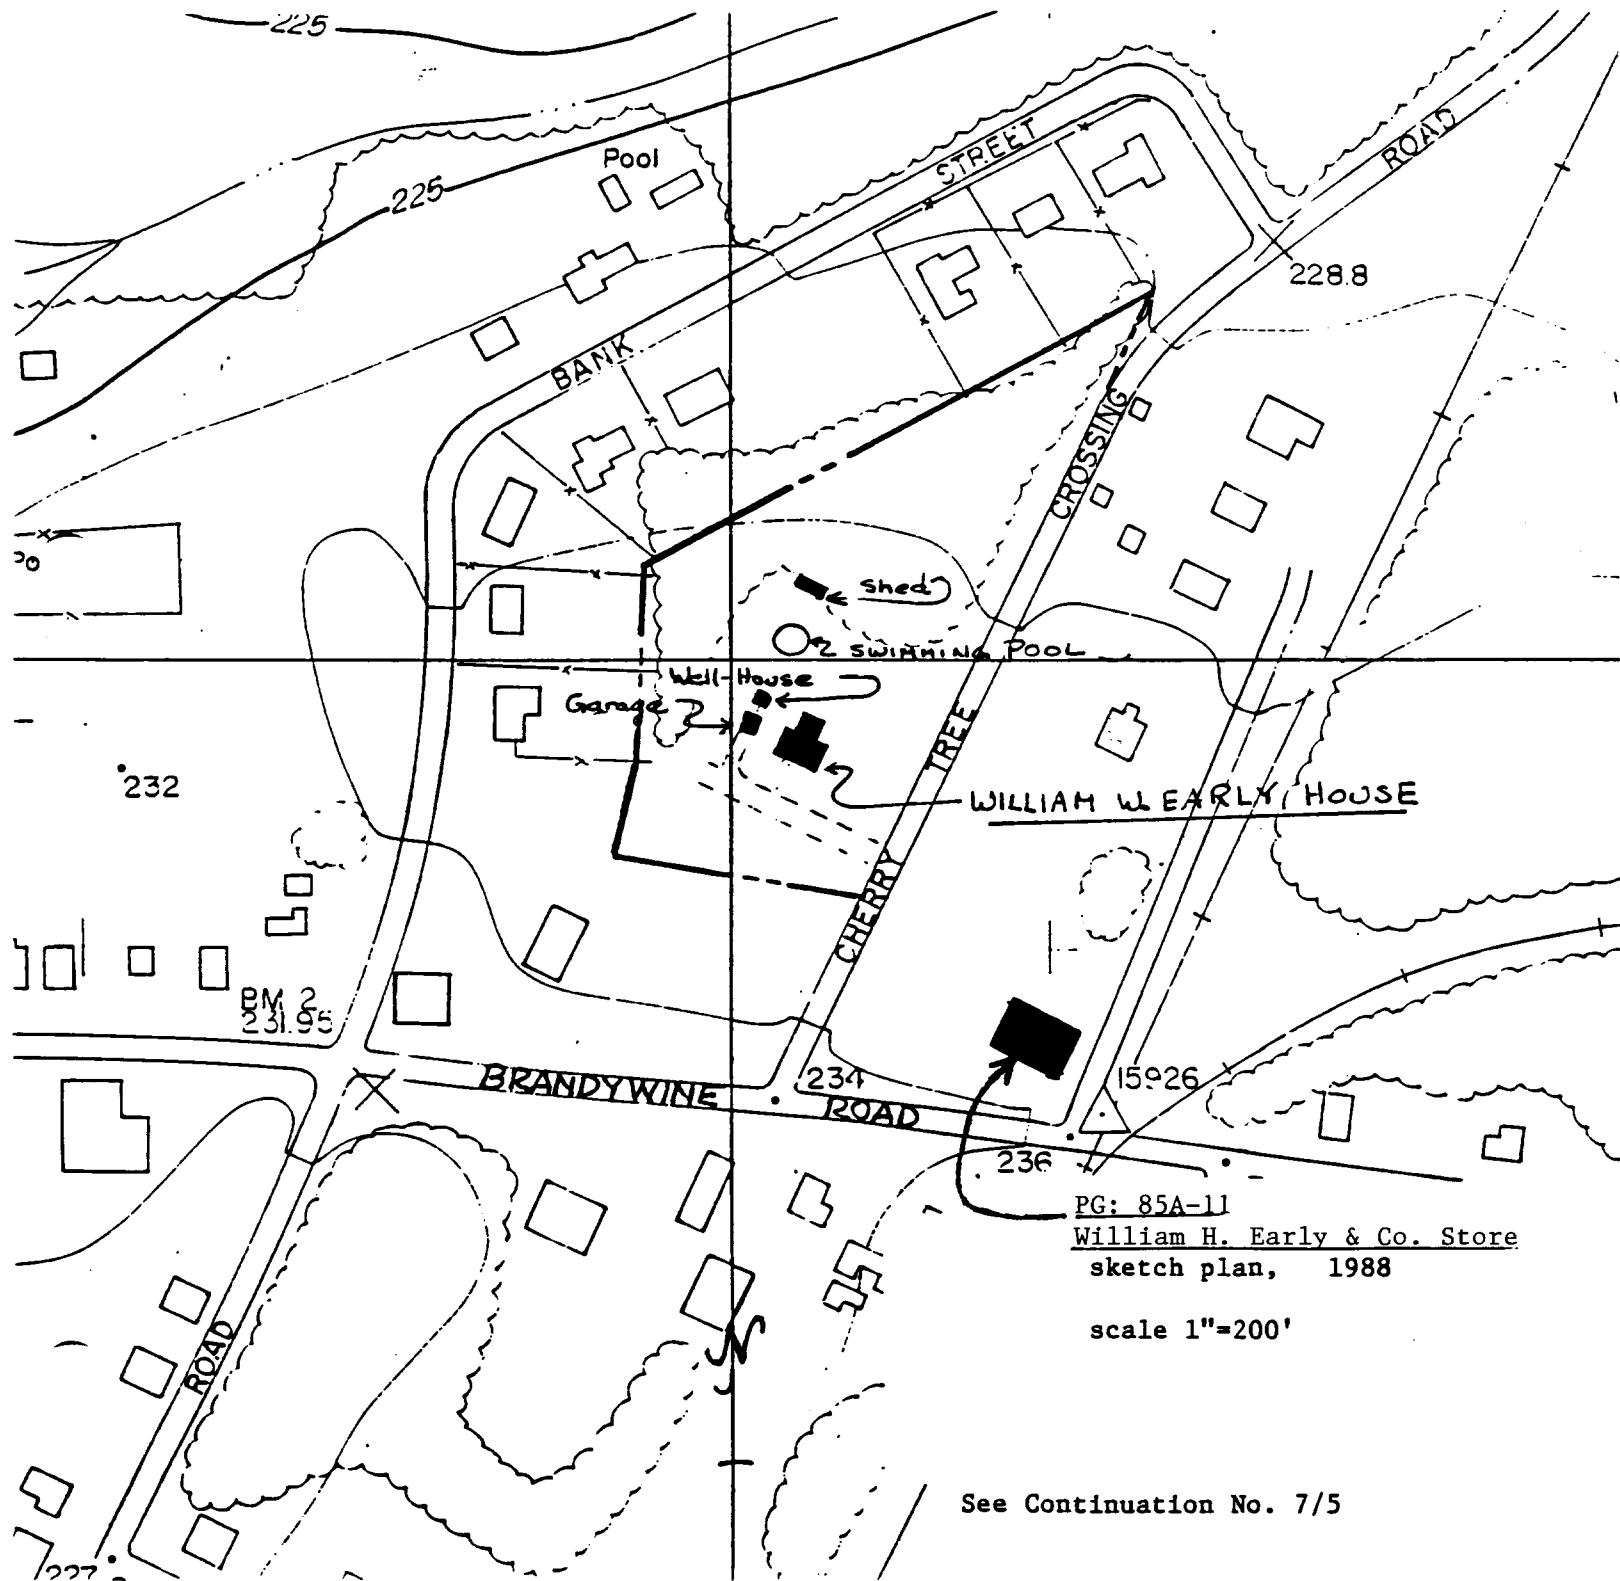 225
Pool
225
STREET
ROAD
228.8
BANK
CROSSING
Shed
SWIMMING POOL
Well-House
Garage
TREE
232
WILLIAM W. EARLY HOUSE
CHERRY
BM 2
231.95
BRANDYWINE
ROAD
234
15926
236
PG: 85A-11
William H. Early & Co. Store
sketch plan, 1988
scale 1"=200'
ROAD
N
See Continuation No. 7/5
227